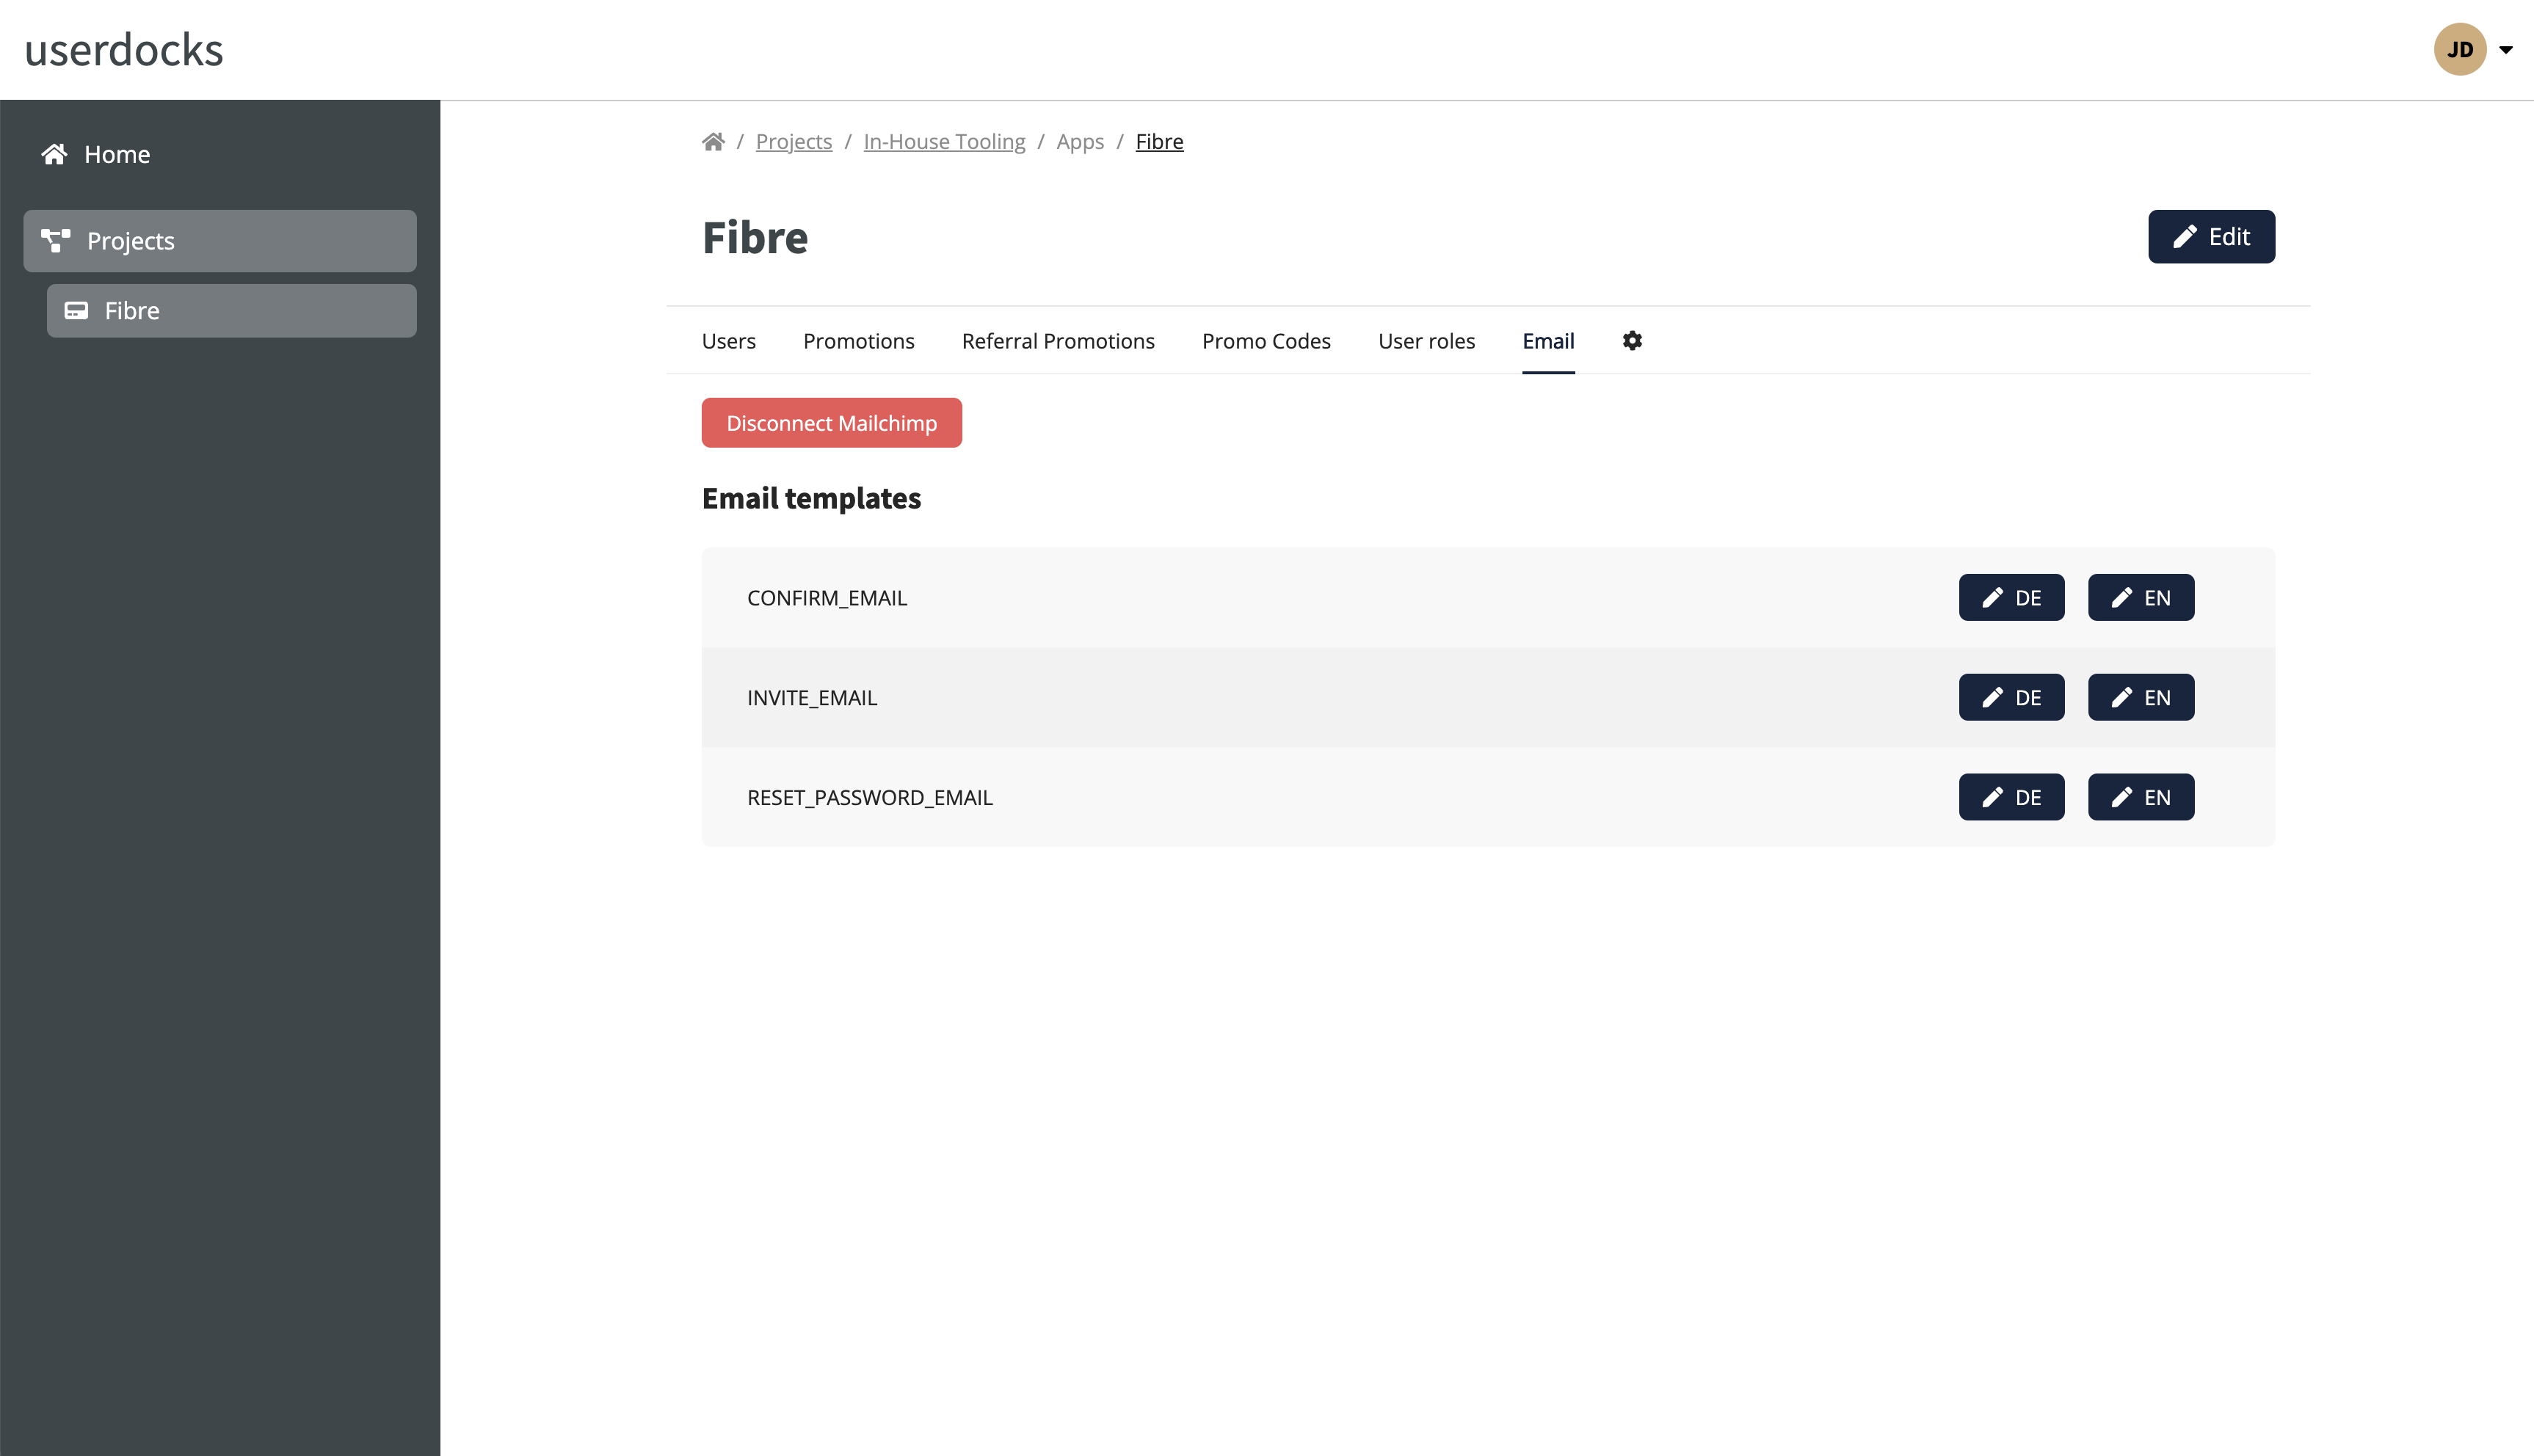 userdocks
JD
Home
Projects
Fibre
/ Projects / In-House Tooling / Apps / Fibre
Fibre
Edit
Users Promotions Referral Promotions Promo Codes User roles Email
Disconnect Mailchimp
Email templates
CONFIRM_EMAIL DE EN
INVITE_EMAIL DE EN
RESET_PASSWORD_EMAIL DE EN